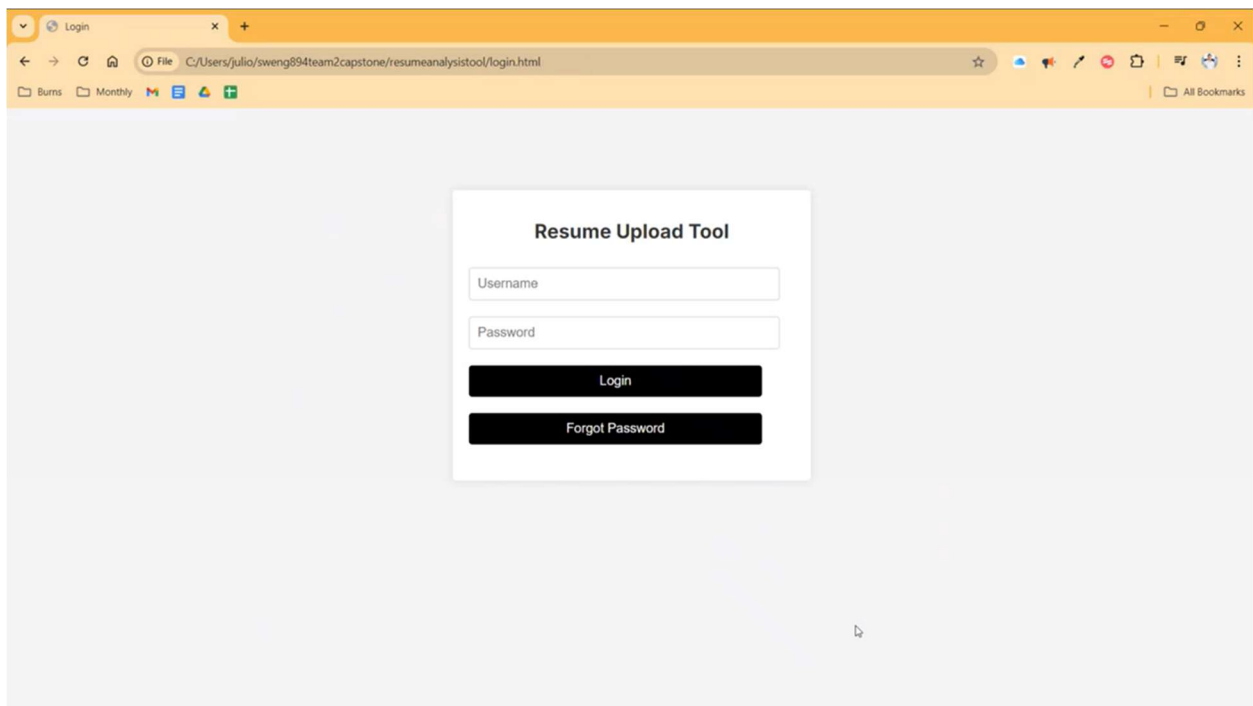 Login
File C:/Users/julio/sweng894team2capstone/resumeanalysistool/login.html
Burns Monthly All Bookmarks
Resume Upload Tool
Username
Password
Login
Forgot Password